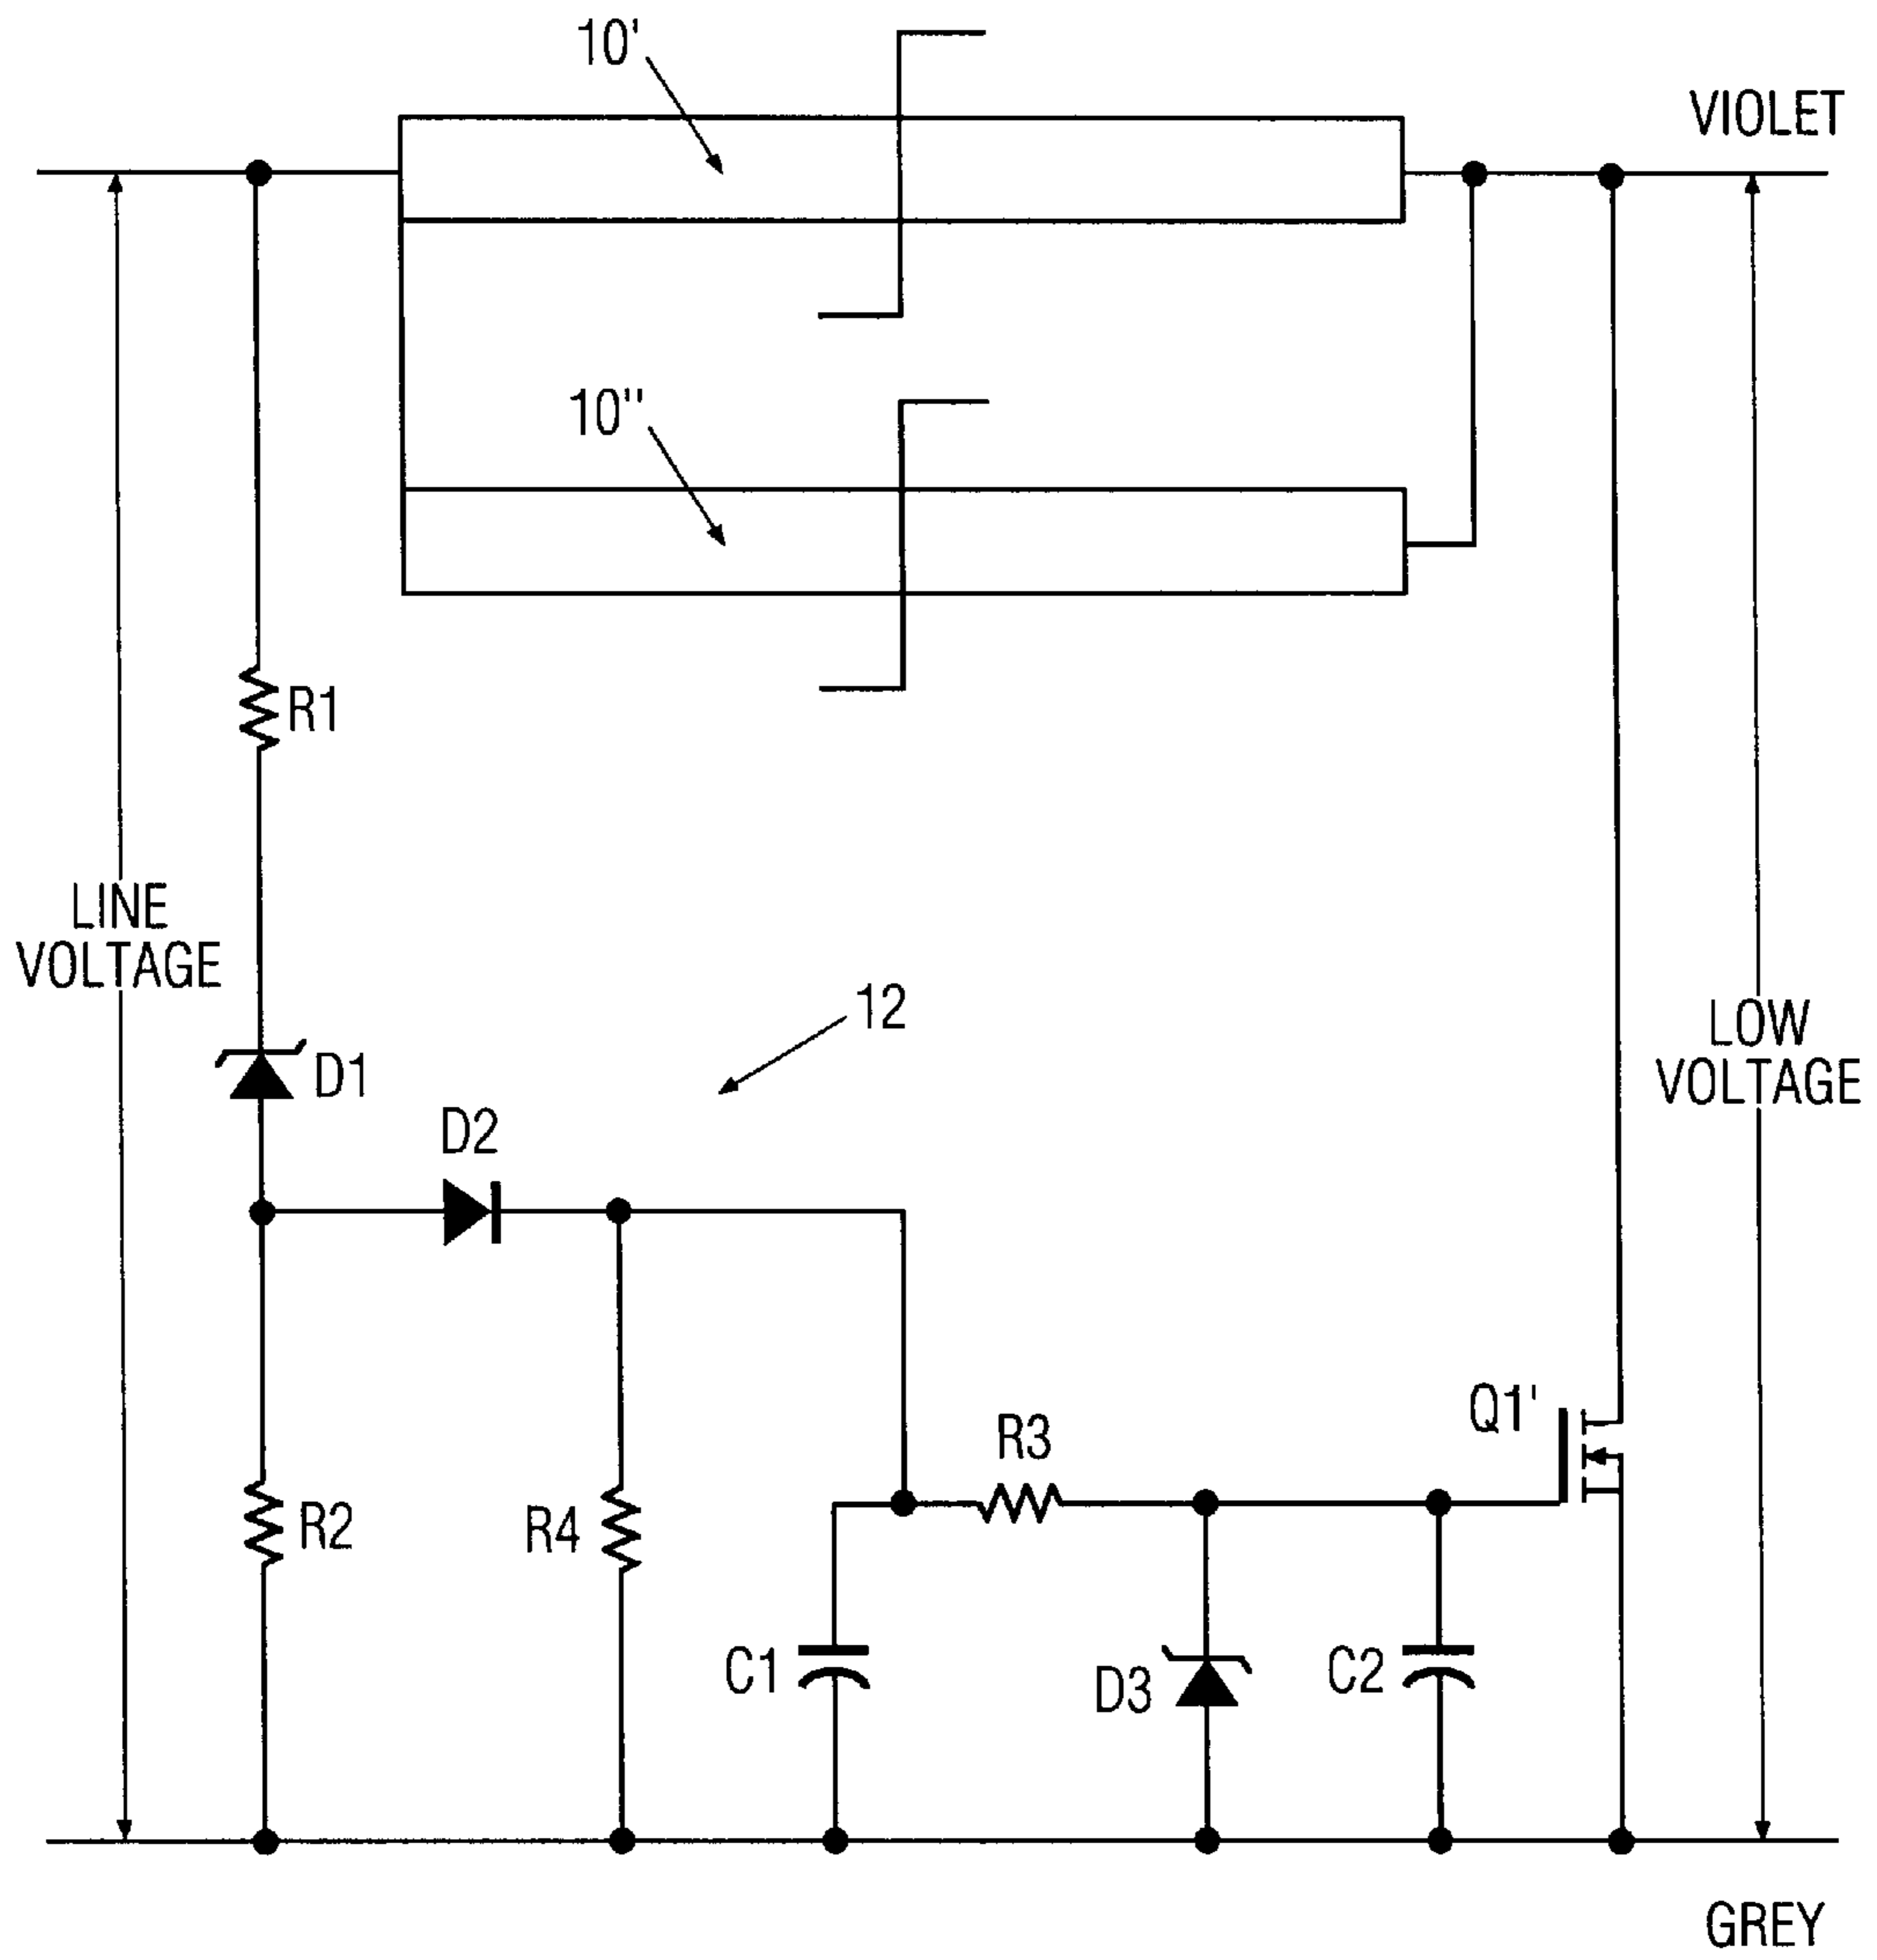 10'
VIOLET
10"
R1
LINE
VOLTAGE
12
LOW
VOLTAGE
D1
D2
Q1'
R3
R2
R4
C1
D3
C2
GREY